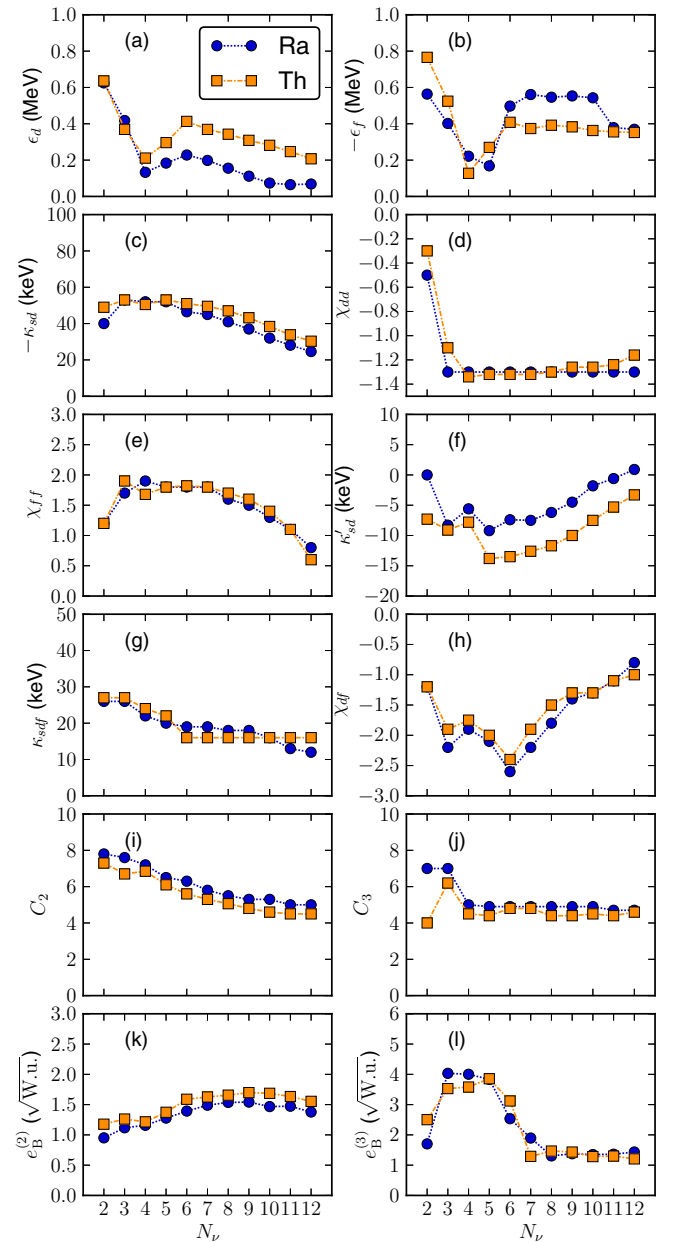 (a)
Ra
Th
ϵ_d (MeV)
1.0
0.8
0.6
0.4
0.2
0.0
(b)
−ϵ_f (MeV)
1.0
0.8
0.6
0.4
0.2
0.0
(c)
−κ_sd (keV)
100
80
60
40
20
0
(d)
χ_dd
0.0
−0.2
−0.4
−0.6
−0.8
−1.0
−1.2
−1.4
(e)
χ_ff
3.0
2.5
2.0
1.5
1.0
0.5
0.0
(f)
κ′_sd (keV)
10
5
0
−5
−10
−15
−20
(g)
κ_sdf (keV)
50
40
30
20
10
0
(h)
χ_df
0.0
−0.5
−1.0
−1.5
−2.0
−2.5
−3.0
(i)
C_2
10
8
6
4
2
0
(j)
C_3
10
8
6
4
2
0
(k)
e_B^(2) (√W.u.)
3.0
2.5
2.0
1.5
1.0
0.5
0.0
2 3 4 5 6 7 8 9 10 11 12
N_ν
(l)
e_B^(3) (√W.u.)
6
5
4
3
2
1
0
2 3 4 5 6 7 8 9 10 11 12
N_ν